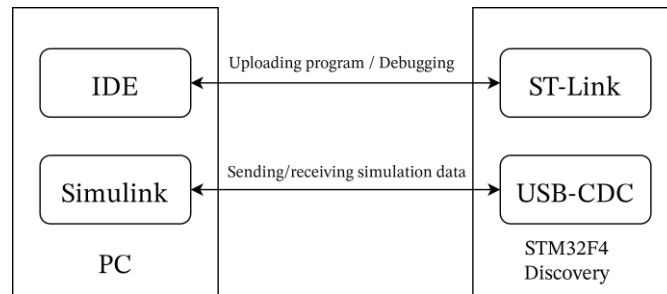 IDE
Uploading program / Debugging
ST-Link
Simulink
Sending/receiving simulation data
USB-CDC
PC
STM32F4
Discovery